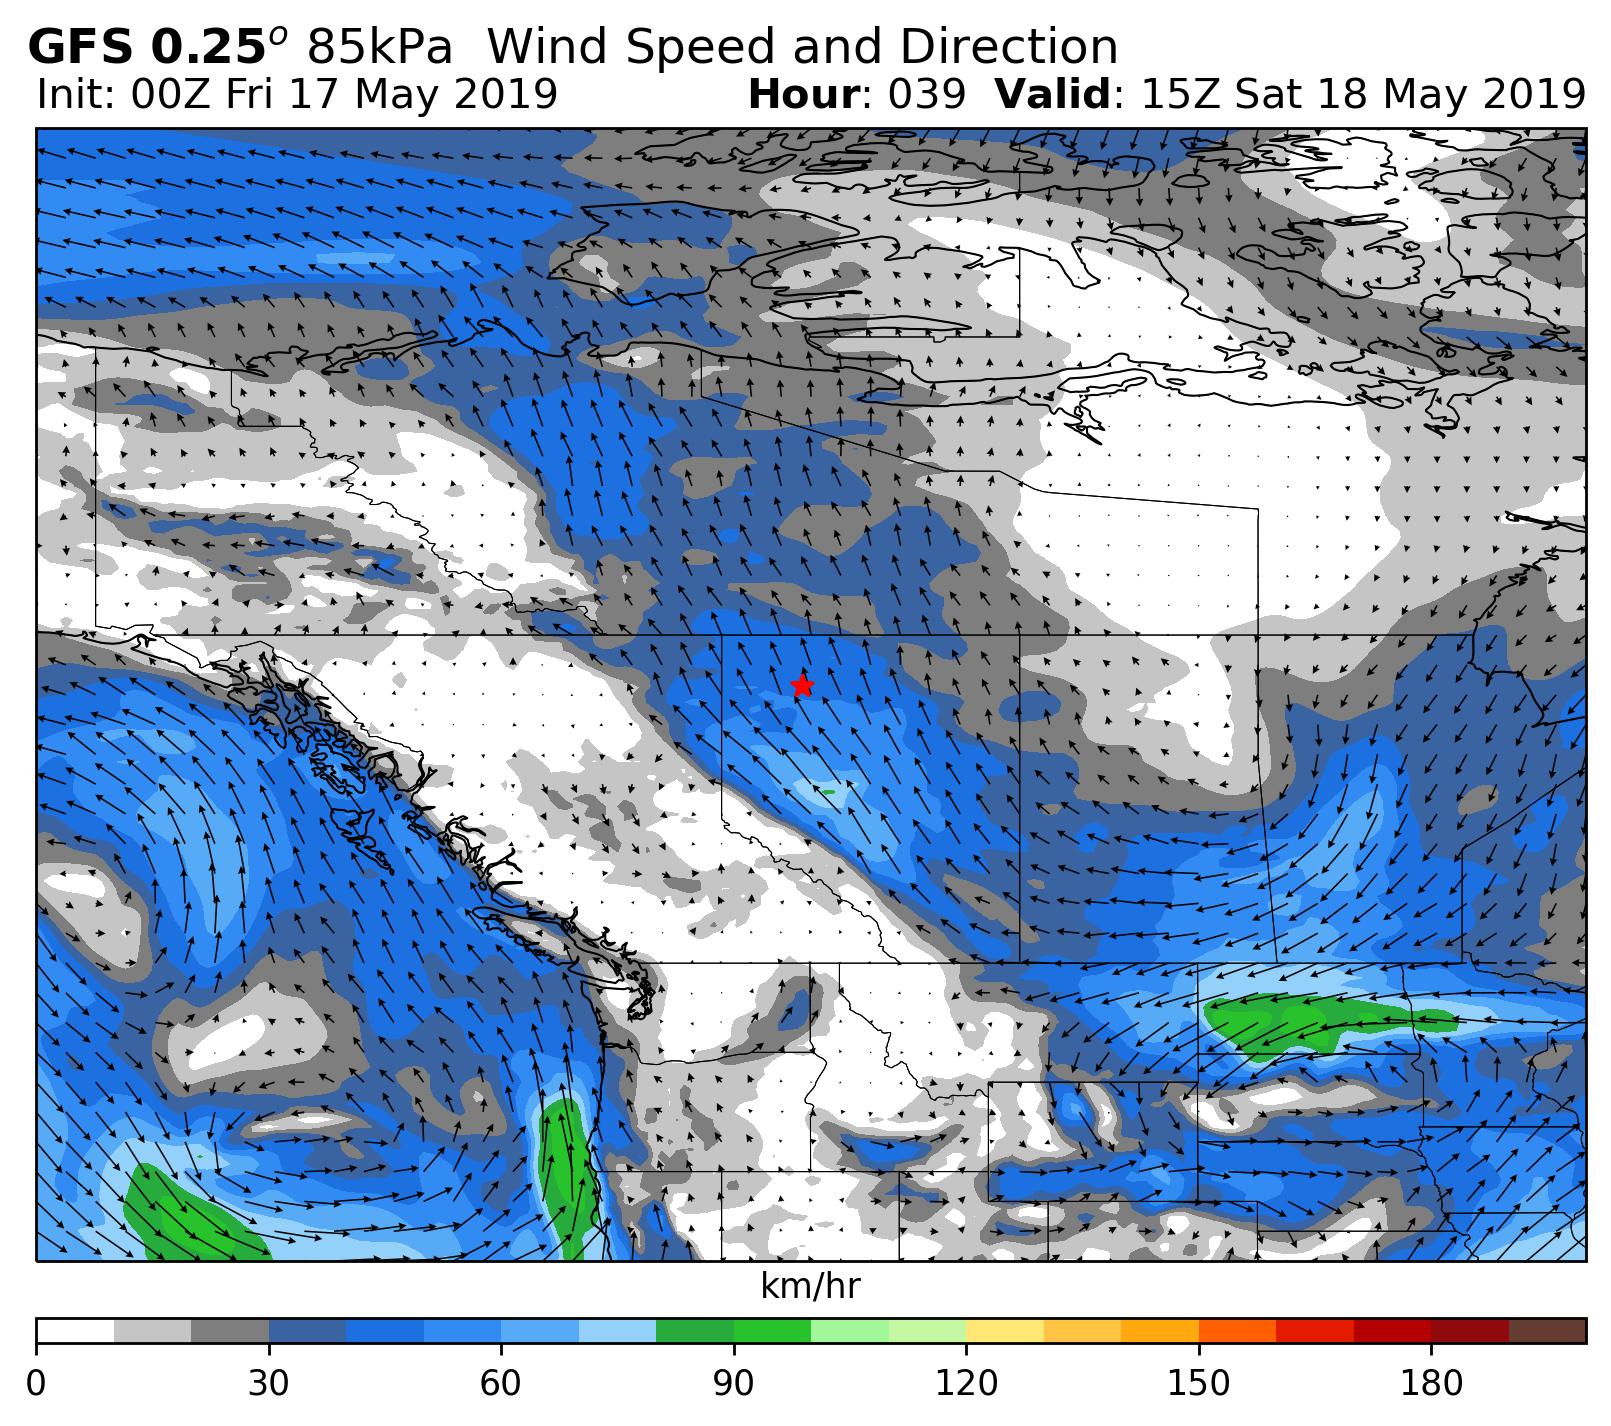 GFS 0.25o 85kPa Wind Speed and Direction
Init: 00Z Fri 17 May 2019 Hour: 039 Valid: 15Z Sat 18 May 2019
km/hr
0 30 60 90 120 150 180